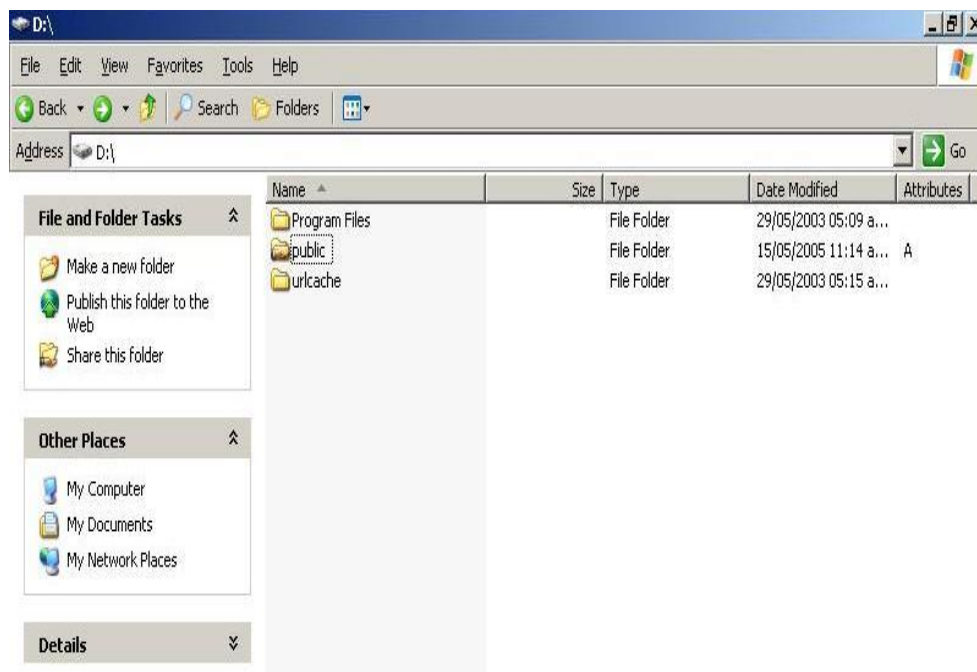 D:\
File Edit View Favorites Tools Help
Back Search Folders
Address D:\ Go
Name Size Type Date Modified Attributes
File and Folder Tasks
Make a new folder
Publish this folder to the
Web
Share this folder
Program Files File Folder 29/05/2003 05:09 a...
public File Folder 15/05/2005 11:14 a... A
urlcache File Folder 29/05/2003 05:15 a...
Other Places
My Computer
My Documents
My Network Places
Details